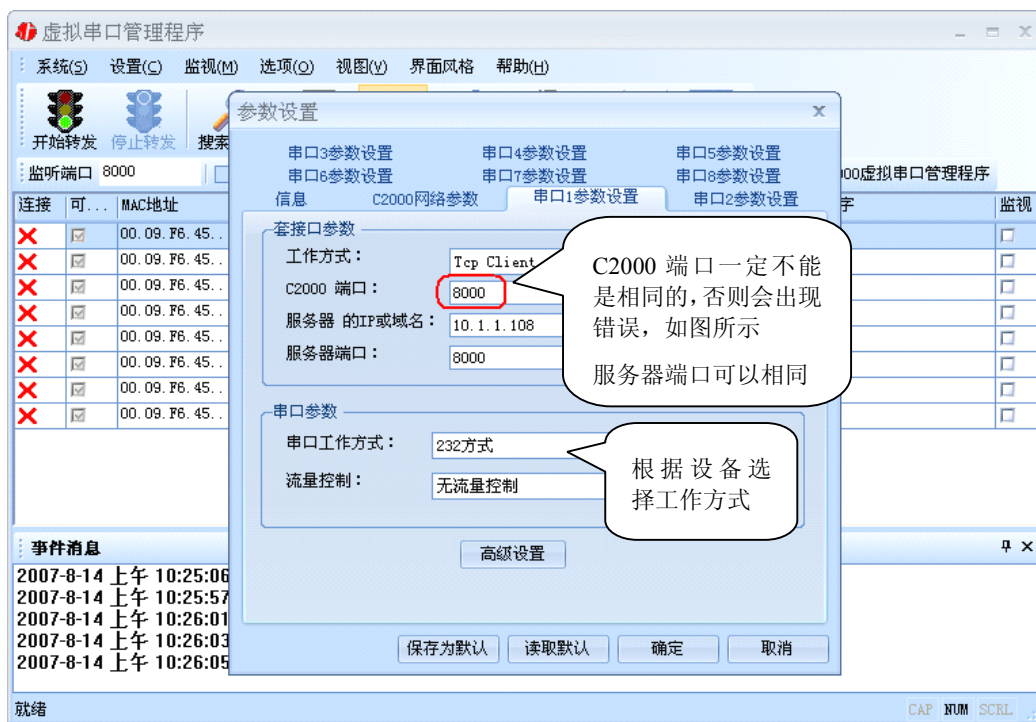 虚拟串口管理程序
系统(S) 设置(C) 监视(M) 选项(O) 视图(V) 界面风格 帮助(H)
开始转发 停止转发 搜索
监听端口 8000
00虚拟串口管理程序
连接 可... MAC地址 字 监视
00.09.F6.45..
00.09.F6.45..
00.09.F6.45..
00.09.F6.45..
00.09.F6.45..
00.09.F6.45..
00.09.F6.45..
00.09.F6.45..
参数设置
串口3参数设置 串口4参数设置 串口5参数设置
串口6参数设置 串口7参数设置 串口8参数设置
信息 C2000网络参数 串口1参数设置 串口2参数设置
套接口参数
工作方式： Tcp Client
C2000 端口： 8000
服务器 的IP或域名： 10.1.1.108
服务器端口： 8000
C2000 端口一定不能
是相同的，否则会出现
错误，如图所示
服务器端口可以相同
串口参数
串口工作方式： 232方式
流量控制： 无流量控制
根据设备选
择工作方式
高级设置
保存为默认 读取默认 确定 取消
事件消息
2007-8-14 上午 10:25:06
2007-8-14 上午 10:25:57
2007-8-14 上午 10:26:01
2007-8-14 上午 10:26:03
2007-8-14 上午 10:26:05
就绪
CAP NUM SCRL